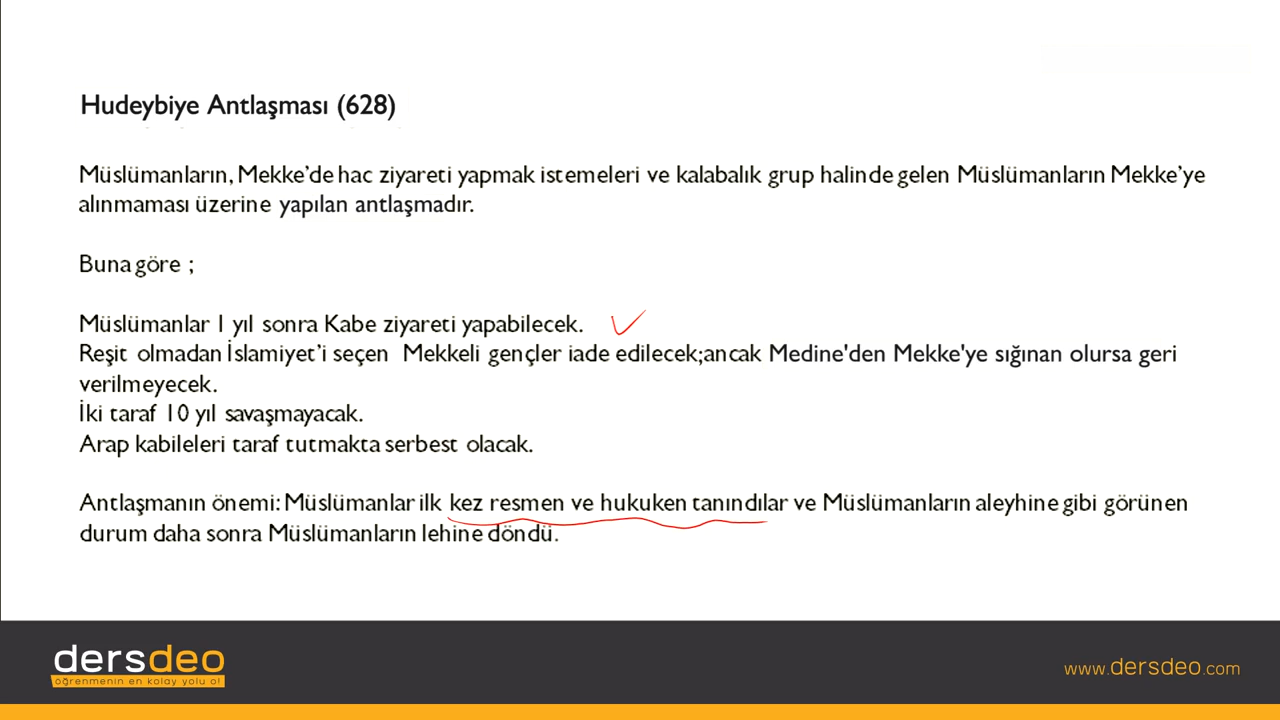 Hudeybiye Antlaşması (628)
Müslümanların, Mekke'de hac ziyareti yapmak istemeleri ve kalabalık grup halinde gelen Müslümanların Mekke'ye
alınmaması üzerine yapılan antlaşmadır.
Buna göre ;
Müslümanlar 1 yıl sonra Kabe ziyareti yapabilecek.
Reşit olmadan İslamiyet'i seçen Mekkeli gençler iade edilecek;ancak Medine'den Mekke'ye sığınan olursa geri
verilmeyecek.
İki taraf 10 yıl savaşmayacak.
Arap kabileleri taraf tutmakta serbest olacak.
Antlaşmanın önemi: Müslümanlar ilk kez resmen ve hukuken tanındılar ve Müslümanların aleyhine gibi görünen
durum daha sonra Müslümanların lehine döndü.
dersdeo
öğrenmenin en kolay yolu o!
www.dersdeo.com